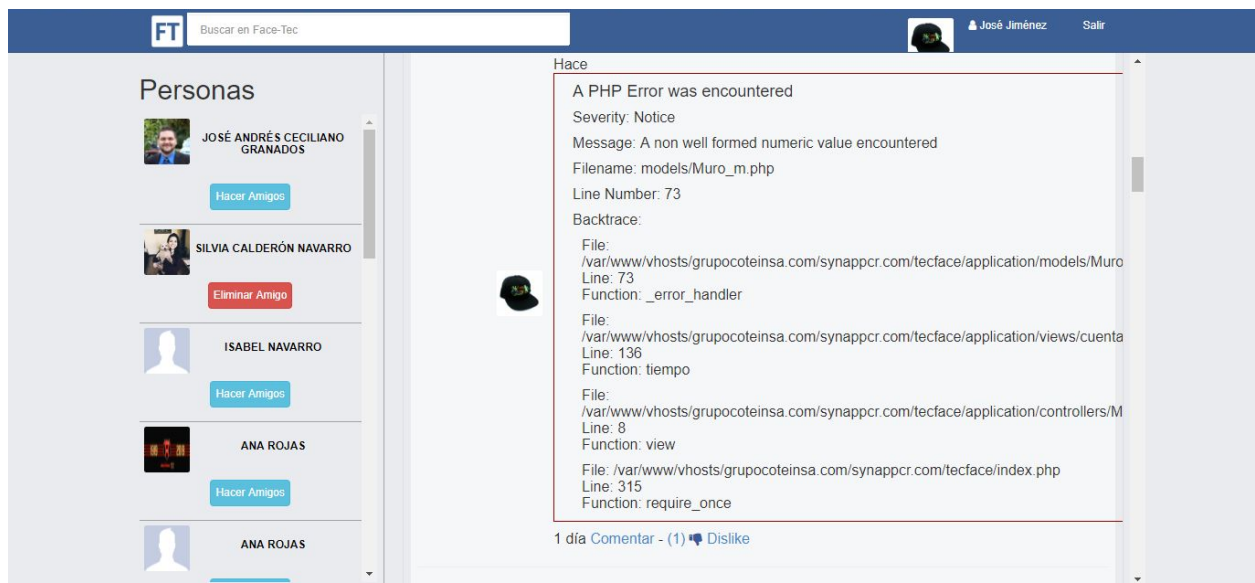 FT
Buscar en Face-Tec
José Jiménez
Salir
Personas
JOSÉ ANDRÉS CECILIANO
GRANADOS
Hacer Amigos
SILVIA CALDERÓN NAVARRO
Eliminar Amigo
ISABEL NAVARRO
Hacer Amigos
ANA ROJAS
Hacer Amigos
ANA ROJAS
Hace
A PHP Error was encountered
Severity: Notice
Message: A non well formed numeric value encountered
Filename: models/Muro_m.php
Line Number: 73
Backtrace:
File:
/var/www/vhosts/grupocoteinsa.com/synappcr.com/tecface/application/models/Muro
Line: 73
Function: _error_handler
File:
/var/www/vhosts/grupocoteinsa.com/synappcr.com/tecface/application/views/cuenta
Line: 136
Function: tiempo
File:
/var/www/vhosts/grupocoteinsa.com/synappcr.com/tecface/application/controllers/M
Line: 8
Function: view
File: /var/www/vhosts/grupocoteinsa.com/synappcr.com/tecface/index.php
Line: 315
Function: require_once
1 día Comentar - (1) Dislike